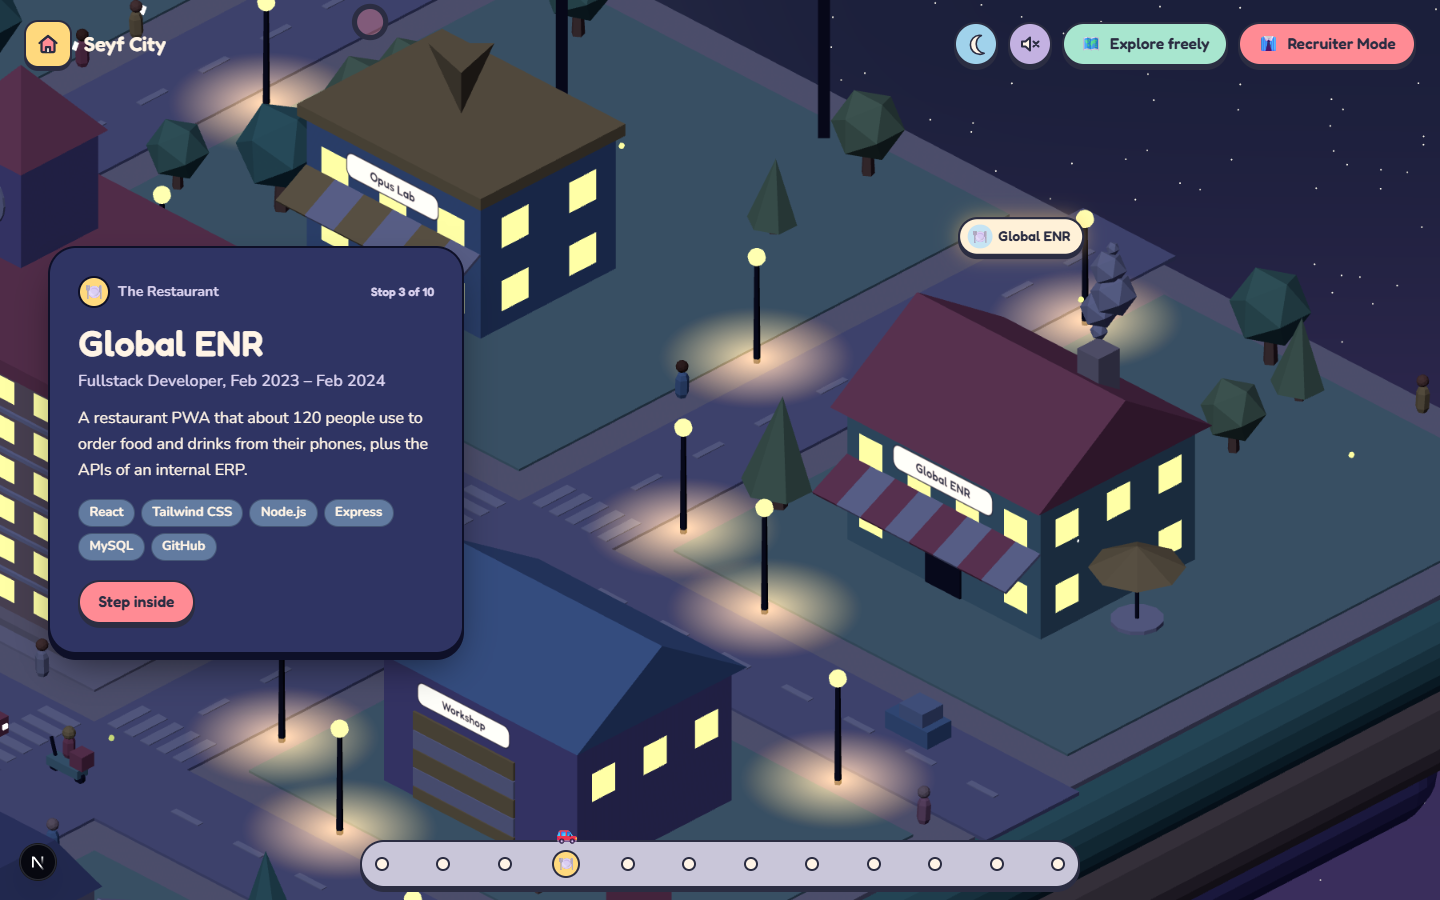 Seyf City
Explore freely
Recruiter Mode
Opus Lab
Global ENR
The Restaurant
Stop 3 of 10
Global ENR
Fullstack Developer, Feb 2023 – Feb 2024
A restaurant PWA that about 120 people use to
order food and drinks from their phones, plus the
APIs of an internal ERP.
React
Tailwind CSS
Node.js
Express
MySQL
GitHub
Step inside
Global ENR
Workshop
N